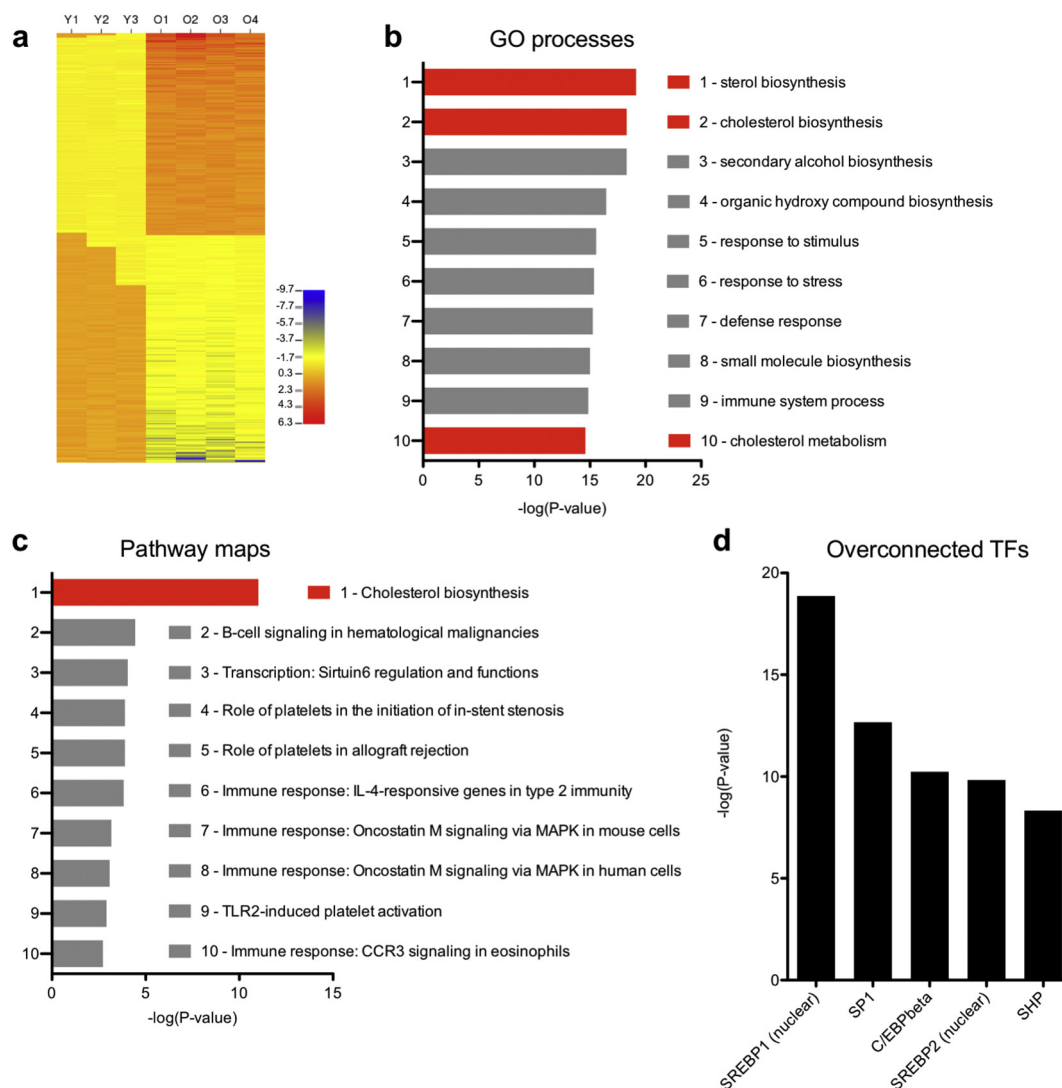 a
Y1 Y2 Y3 O1 O2 O3 O4
-9.7
-7.7
-5.7
-3.7
-1.7
0.3
2.3
4.3
6.3
b
GO processes
1
2
3
4
5
6
7
8
9
10
1 - sterol biosynthesis
2 - cholesterol biosynthesis
3 - secondary alcohol biosynthesis
4 - organic hydroxy compound biosynthesis
5 - response to stimulus
6 - response to stress
7 - defense response
8 - small molecule biosynthesis
9 - immune system process
10 - cholesterol metabolism
0 5 10 15 20 25
-log(P-value)
c
Pathway maps
1
2
3
4
5
6
7
8
9
10
1 - Cholesterol biosynthesis
2 - B-cell signaling in hematological malignancies
3 - Transcription: Sirtuin6 regulation and functions
4 - Role of platelets in the initiation of in-stent stenosis
5 - Role of platelets in allograft rejection
6 - Immune response: IL-4-responsive genes in type 2 immunity
7 - Immune response: Oncostatin M signaling via MAPK in mouse cells
8 - Immune response: Oncostatin M signaling via MAPK in human cells
9 - TLR2-induced platelet activation
10 - Immune response: CCR3 signaling in eosinophils
0 5 10 15
-log(P-value)
d
Overconnected TFs
20
15
10
5
0
-log(P-value)
SREBP1 (nuclear)
SP1
C/EBPbeta
SREBP2 (nuclear)
SHP